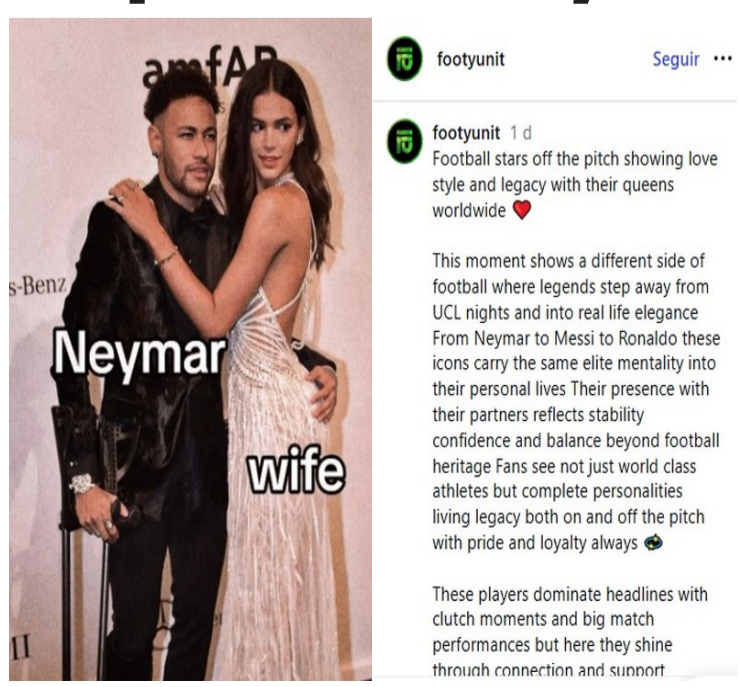 amfAR
s-Benz
Neymar
wife
II
footyunit
Seguir
footyunit 1 d
Football stars off the pitch showing love
style and legacy with their queens
worldwide ❤️
This moment shows a different side of
football where legends step away from
UCL nights and into real life elegance
From Neymar to Messi to Ronaldo these
icons carry the same elite mentality into
their personal lives Their presence with
their partners reflects stability
confidence and balance beyond football
heritage Fans see not just world class
athletes but complete personalities
living legacy both on and off the pitch
with pride and loyalty always
These players dominate headlines with
clutch moments and big match
performances but here they shine
through connection and support